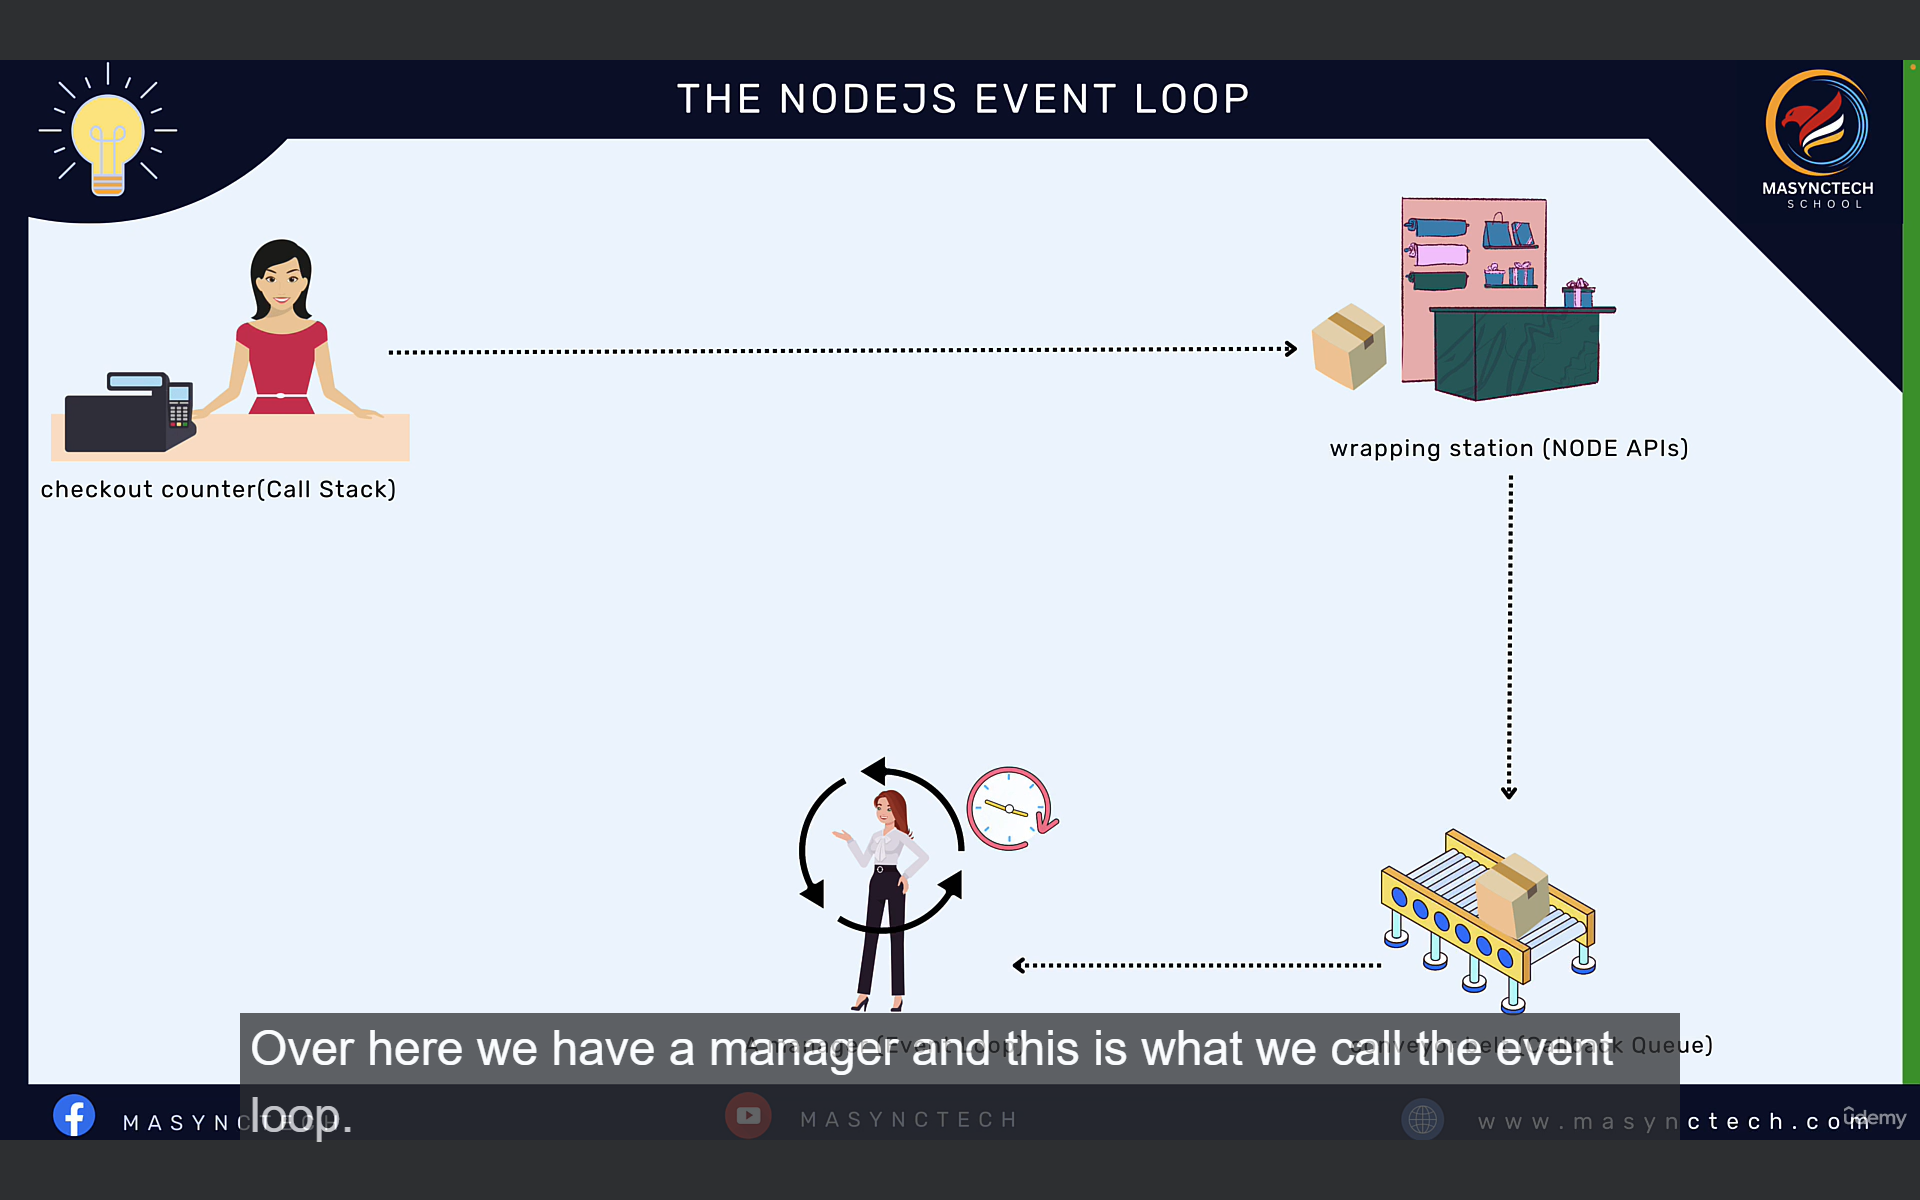 THE NODEJS EVENT LOOP
MASYNCTECH
SCHOOL
wrapping station (NODE APIs)
checkout counter(Call Stack)
A manager (Event Loop)
conveyor belt (Callback Queue)
Over here we have a manager and this is what we call the event
loop.
MASYNCTECH
MASYNCTECH
www.masynctech.com
ûdemy